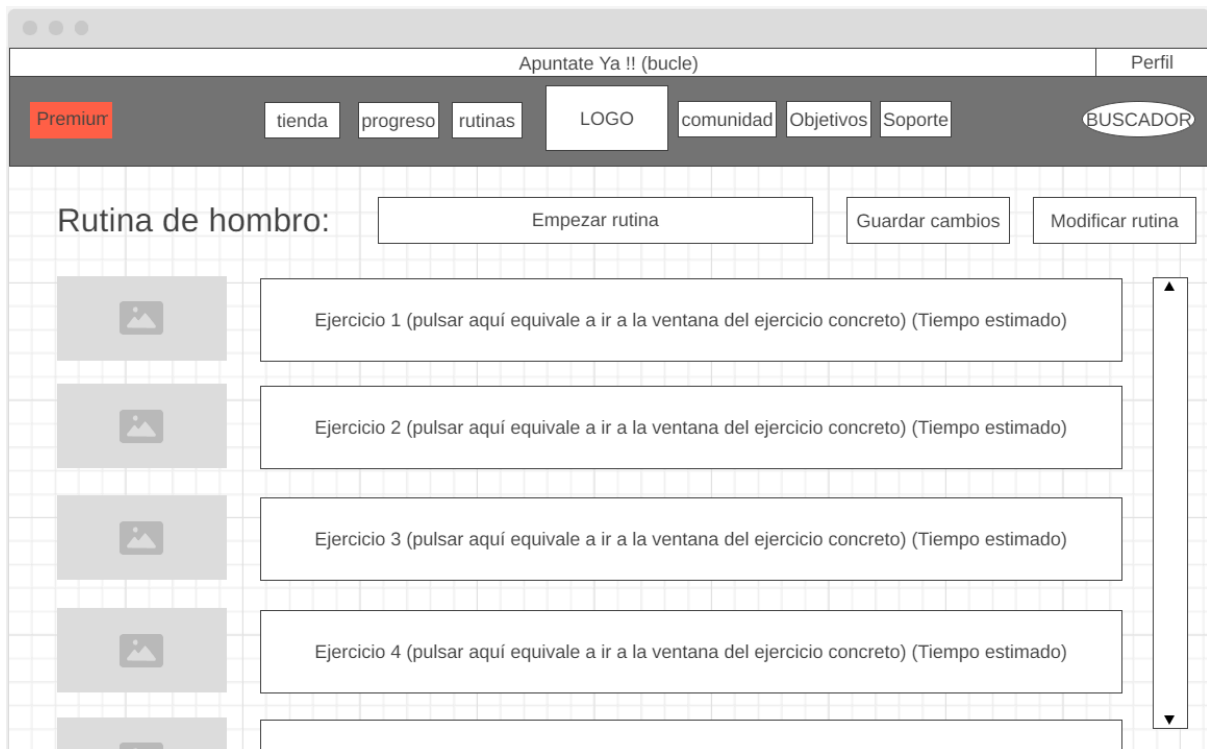 Apuntate Ya !! (bucle)
Perfil
Premium
tienda
progreso
rutinas
LOGO
comunidad
Objetivos
Soporte
BUSCADOR
Rutina de hombro:
Empezar rutina
Guardar cambios
Modificar rutina
Ejercicio 1 (pulsar aquí equivale a ir a la ventana del ejercicio concreto) (Tiempo estimado)
Ejercicio 2 (pulsar aquí equivale a ir a la ventana del ejercicio concreto) (Tiempo estimado)
Ejercicio 3 (pulsar aquí equivale a ir a la ventana del ejercicio concreto) (Tiempo estimado)
Ejercicio 4 (pulsar aquí equivale a ir a la ventana del ejercicio concreto) (Tiempo estimado)